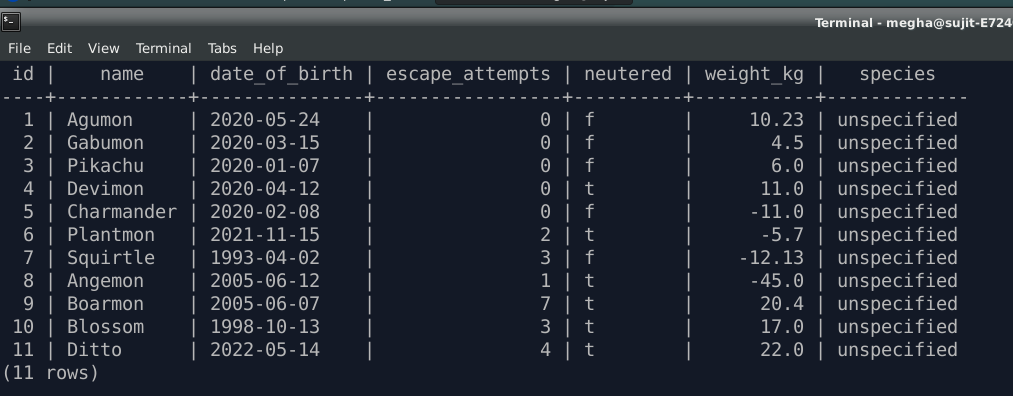 Terminal - megha@sujit-E724
File Edit View Terminal Tabs Help
 id |    name    | date_of_birth | escape_attempts | neutered | weight_kg |   species
----+------------+---------------+-----------------+----------+-----------+-------------
  1 | Agumon     | 2020-05-24    |               0 | f        |     10.23 | unspecified
  2 | Gabumon    | 2020-03-15    |               0 | f        |       4.5 | unspecified
  3 | Pikachu    | 2020-01-07    |               0 | f        |       6.0 | unspecified
  4 | Devimon    | 2020-04-12    |               0 | t        |      11.0 | unspecified
  5 | Charmander | 2020-02-08    |               0 | f        |     -11.0 | unspecified
  6 | Plantmon   | 2021-11-15    |               2 | t        |      -5.7 | unspecified
  7 | Squirtle   | 1993-04-02    |               3 | f        |    -12.13 | unspecified
  8 | Angemon    | 2005-06-12    |               1 | t        |     -45.0 | unspecified
  9 | Boarmon    | 2005-06-07    |               7 | t        |      20.4 | unspecified
 10 | Blossom    | 1998-10-13    |               3 | t        |      17.0 | unspecified
 11 | Ditto      | 2022-05-14    |               4 | t        |      22.0 | unspecified
(11 rows)